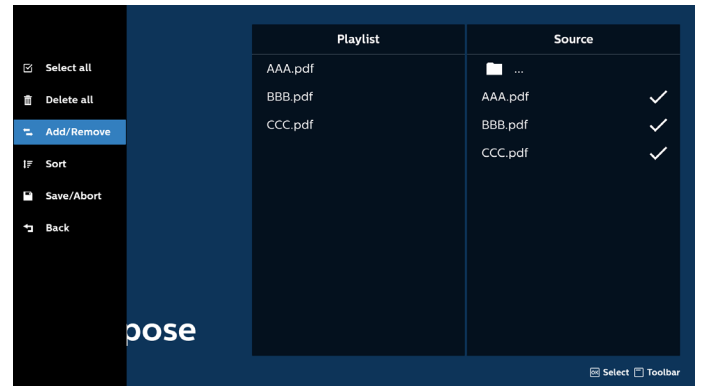 Select all
Delete all
Add/Remove
Sort
Save/Abort
Back
pose
Playlist
AAA.pdf
BBB.pdf
CCC.pdf
Source
...
AAA.pdf
BBB.pdf
CCC.pdf
OK Select Toolbar